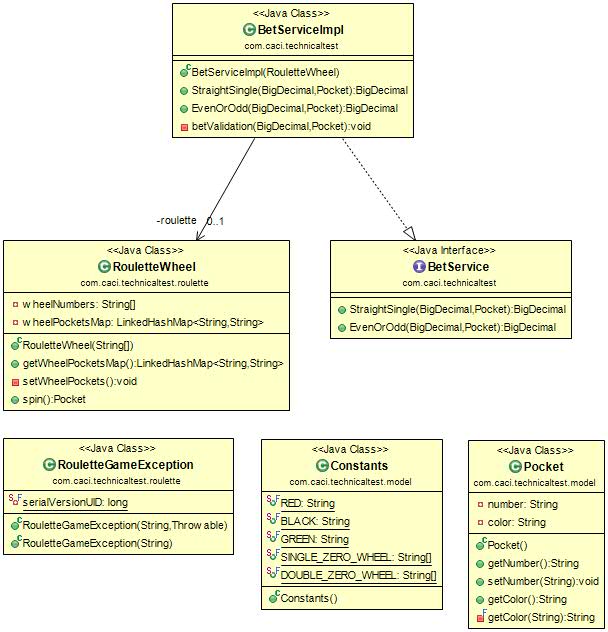 <<Java Class>>
BetServiceImpl
com.caci.technicaltest
BetServiceImpl(RouletteWheel)
StraightSingle(BigDecimal,Pocket):BigDecimal
EvenOrOdd(BigDecimal,Pocket):BigDecimal
betValidation(BigDecimal,Pocket):void
-roulette 0..1
<<Java Class>>
RouletteWheel
com.caci.technicaltest.roulette
wheelNumbers: String[]
wheelPocketsMap: LinkedHashMap<String,String>
RouletteWheel(String[])
getWheelPocketsMap():LinkedHashMap<String,String>
setWheelPockets():void
spin():Pocket
<<Java Interface>>
BetService
com.caci.technicaltest
StraightSingle(BigDecimal,Pocket):BigDecimal
EvenOrOdd(BigDecimal,Pocket):BigDecimal
<<Java Class>>
RouletteGameException
com.caci.technicaltest.roulette
serialVersionUID: long
RouletteGameException(String,Throwable)
RouletteGameException(String)
<<Java Class>>
Constants
com.caci.technicaltest.model
RED: String
BLACK: String
GREEN: String
SINGLE_ZERO_WHEEL: String[]
DOUBLE_ZERO_WHEEL: String[]
Constants()
<<Java Class>>
Pocket
com.caci.technicaltest.model
number: String
color: String
Pocket()
getNumber():String
setNumber(String):void
getColor():String
getColor(String):String